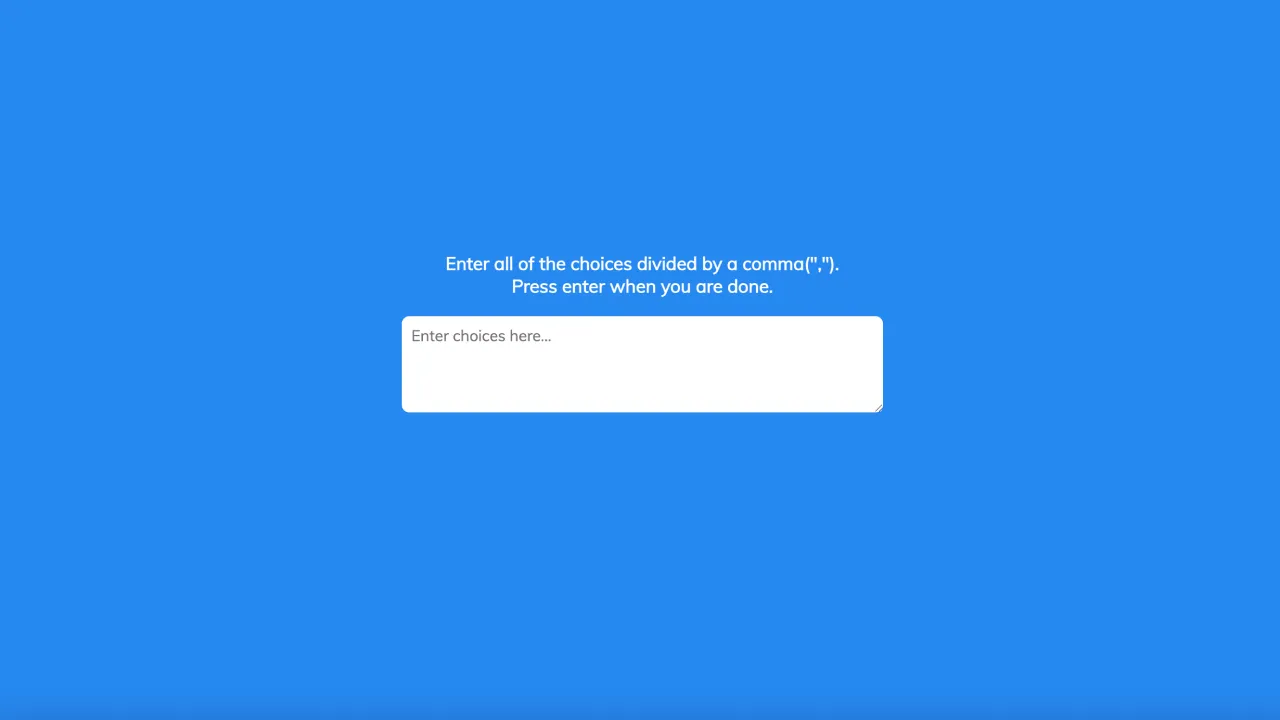 Enter all of the choices divided by a comma(",").
Press enter when you are done.
Enter choices here...